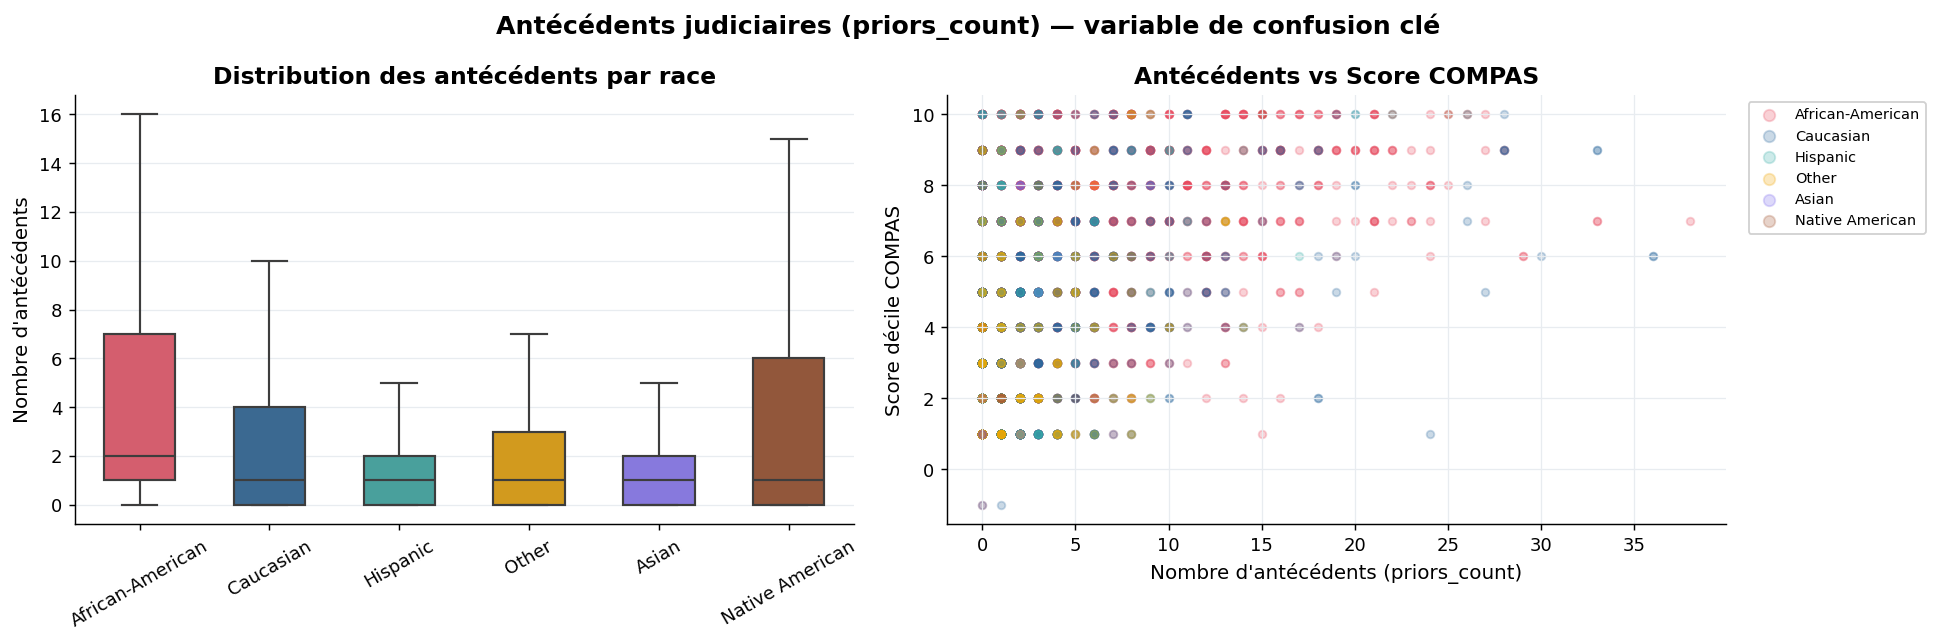 Antécédents judiciaires (priors_count) — variable de confusion clé
Distribution des antécédents par race
Nombre d'antécédents
16
14
12
10
8
6
4
2
0
African-American
Caucasian
Hispanic
Other
Asian
Native American
Antécédents vs Score COMPAS
Score décile COMPAS
10
8
6
4
2
0
0
5
10
15
20
25
30
35
Nombre d'antécédents (priors_count)
African-American
Caucasian
Hispanic
Other
Asian
Native American